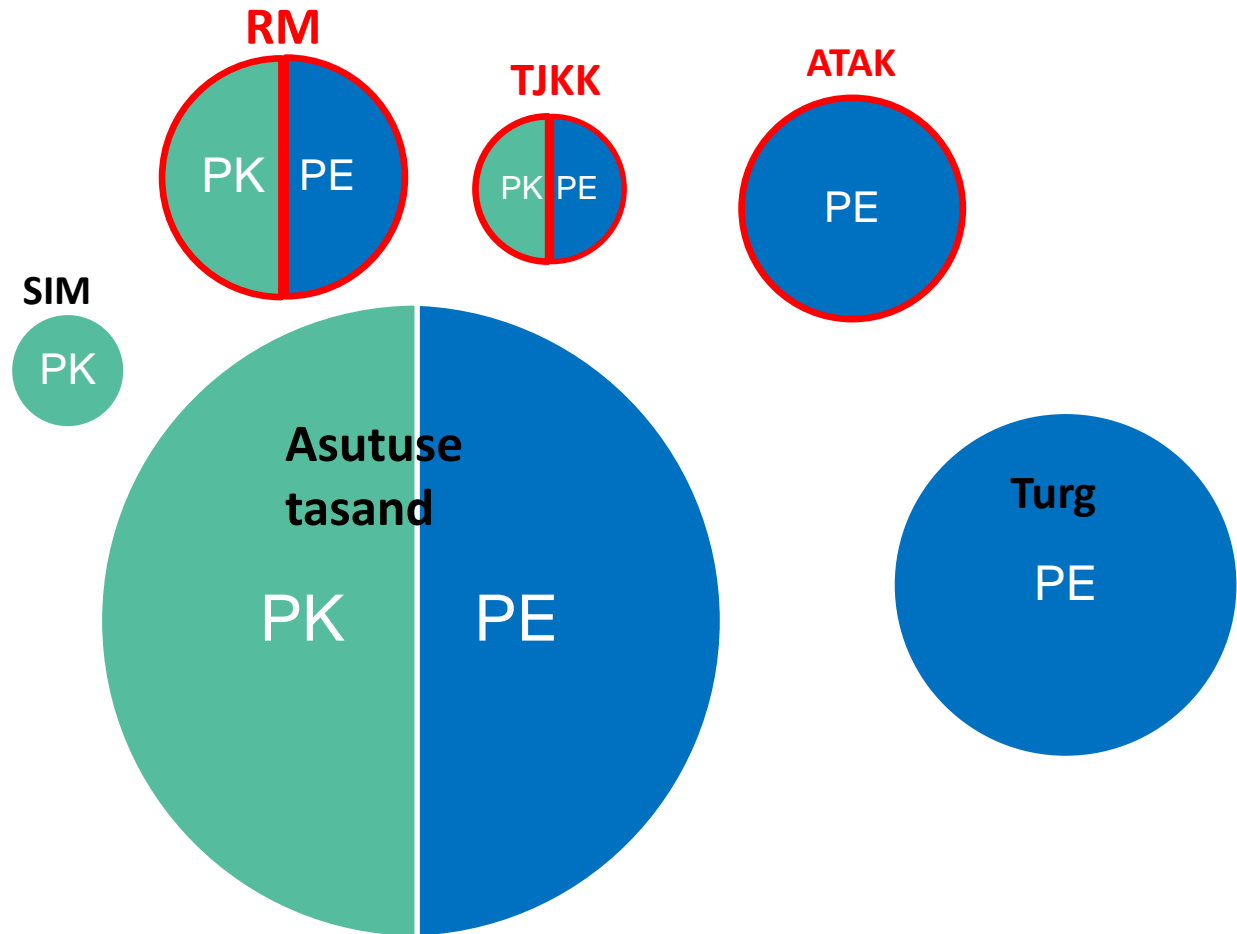 RM
PK PE
TJKK
PK PE
ATAK
PE
SIM
PK
Asutuse
tasand
PK PE
Turg
PE